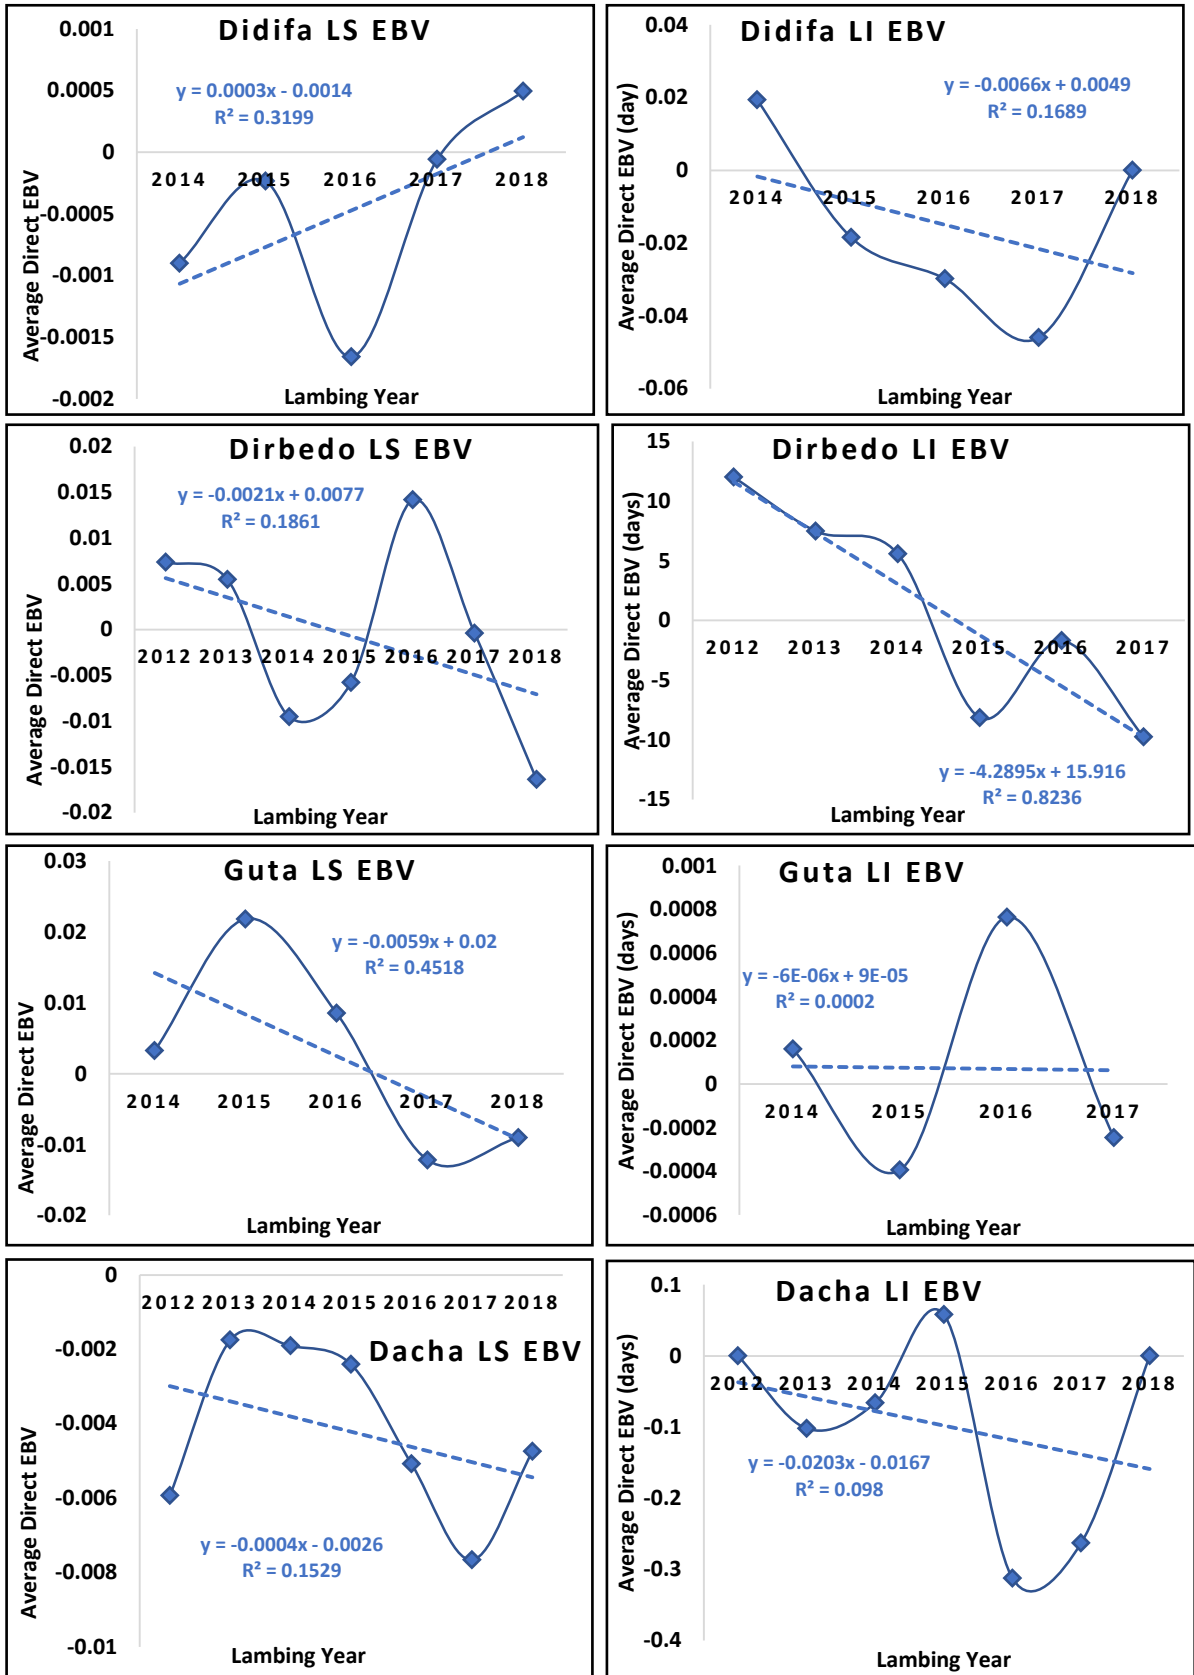 Didifa LS EBV
y = 0.0003x - 0.0014
R² = 0.3199
0.001
0.0005
0
-0.0005
-0.001
-0.0015
-0.002
2014 2015 2016 2017 2018
Average Direct EBV
Lambing Year
Didifa LI EBV
y = -0.0066x + 0.0049
R² = 0.1689
0.04
0.02
0
-0.02
-0.04
-0.06
2014 2015 2016 2017 2018
Average Direct EBV (day)
Lambing Year
Dirbedo LS EBV
y = -0.0021x + 0.0077
R² = 0.1861
0.02
0.015
0.01
0.005
0
-0.005
-0.01
-0.015
-0.02
2012 2013 2014 2015 2016 2017 2018
Average Direct EBV
Lambing Year
Dirbedo LI EBV
15
10
5
0
-5
-10
-15
2012 2013 2014 2015 2016 2017
Average Direct EBV (days)
y = -4.2895x + 15.916
R² = 0.8236
Lambing Year
Guta LS EBV
y = -0.0059x + 0.02
R² = 0.4518
0.03
0.02
0.01
0
-0.01
-0.02
2014 2015 2016 2017 2018
Average Direct EBV
Lambing Year
Guta LI EBV
y = -6E-06x + 9E-05
R² = 0.0002
0.001
0.0008
0.0006
0.0004
0.0002
0
-0.0002
-0.0004
-0.0006
2014 2015 2016 2017
Average Direct EBV (days)
Lambing Year
0
-0.002
-0.004
-0.006
-0.008
-0.01
2012 2013 2014 2015 2016 2017 2018
Dacha LS EBV
Average Direct EBV
y = -0.0004x - 0.0026
R² = 0.1529
Lambing Year
Dacha LI EBV
0.1
0
-0.1
-0.2
-0.3
-0.4
2012 2013 2014 2015 2016 2017 2018
Average Direct EBV (days)
y = -0.0203x - 0.0167
R² = 0.098
Lambing Year